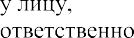 у лицу,
ответственно